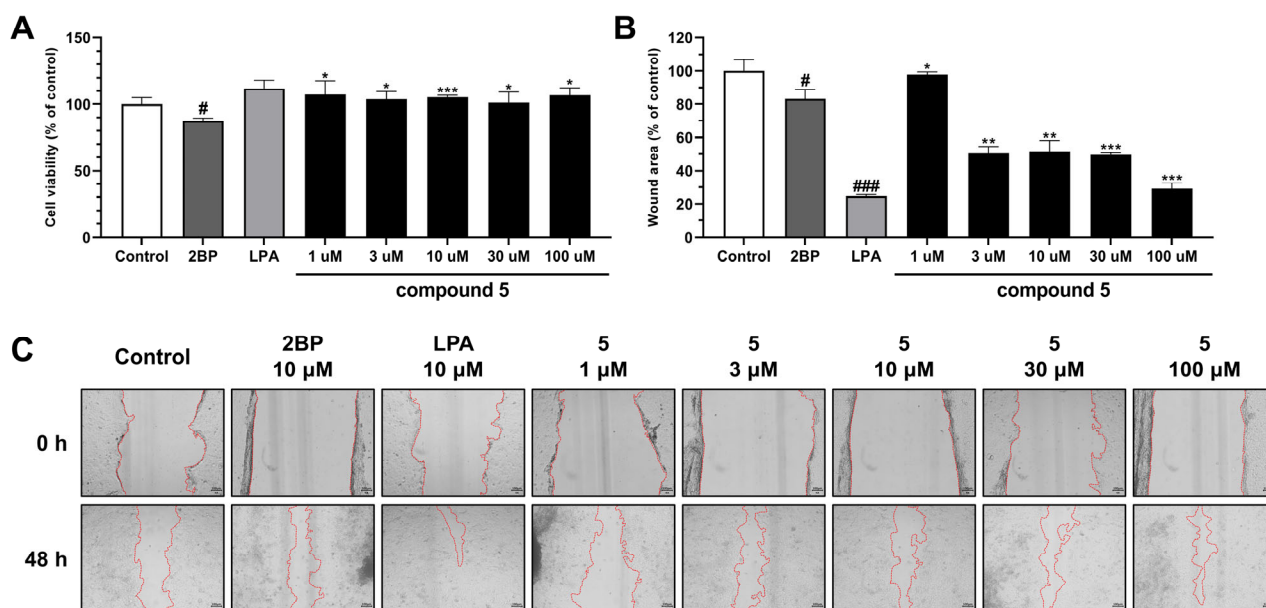 A
Cell viability (% of control)
150
100
50
0
#
*
*
***
*
*
Control 2BP LPA 1 uM 3 uM 10 uM 30 uM 100 uM
compound 5
B
Wound area (% of control)
120
100
80
60
40
20
0
#
###
*
**
**
***
***
Control 2BP LPA 1 uM 3 uM 10 uM 30 uM 100 uM
compound 5
C
Control 2BP LPA 5 5 5 5 5
10 µM 10 µM 1 µM 3 µM 10 µM 30 µM 100 µM
0 h
48 h